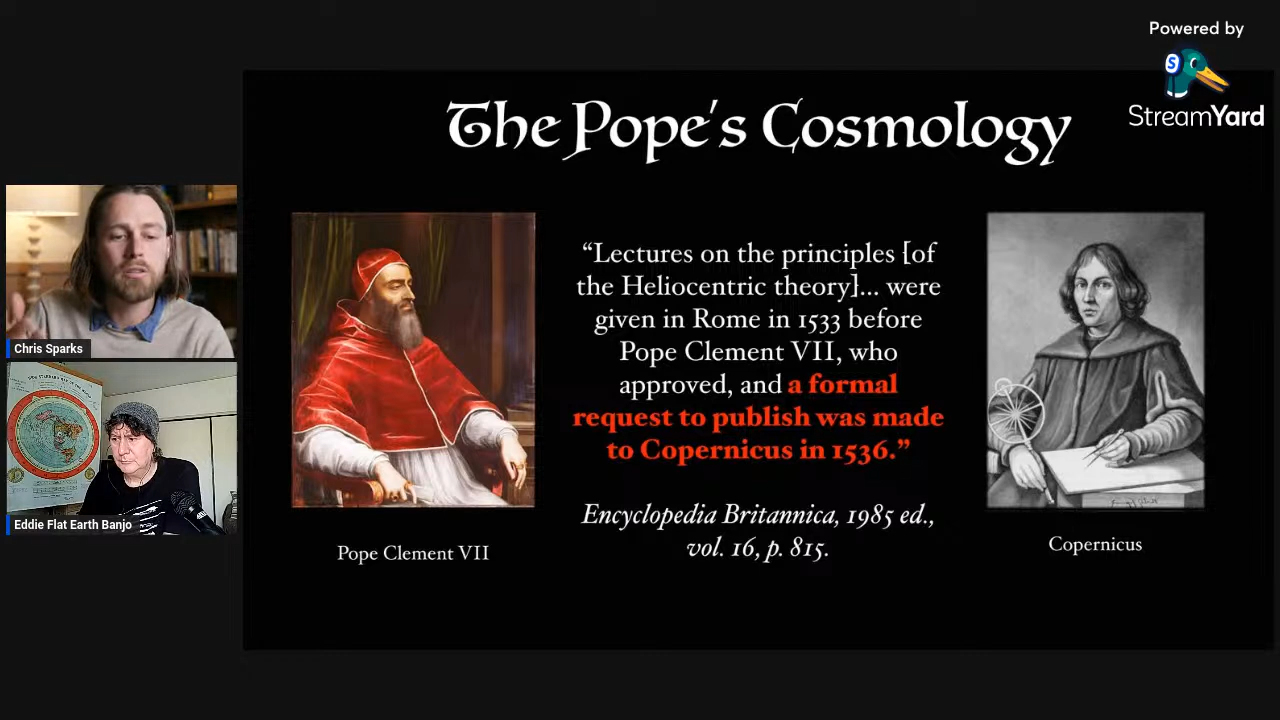 Powered by
S
StreamYard
The Pope's Cosmology
“Lectures on the principles [of
the Heliocentric theory]... were
given in Rome in 1533 before
Pope Clement VII, who
approved, and a formal
request to publish was made
to Copernicus in 1536.”
Encyclopedia Britannica, 1985 ed.,
vol. 16, p. 815.
Pope Clement VII
Copernicus
Chris Sparks
Eddie Flat Earth Banjo